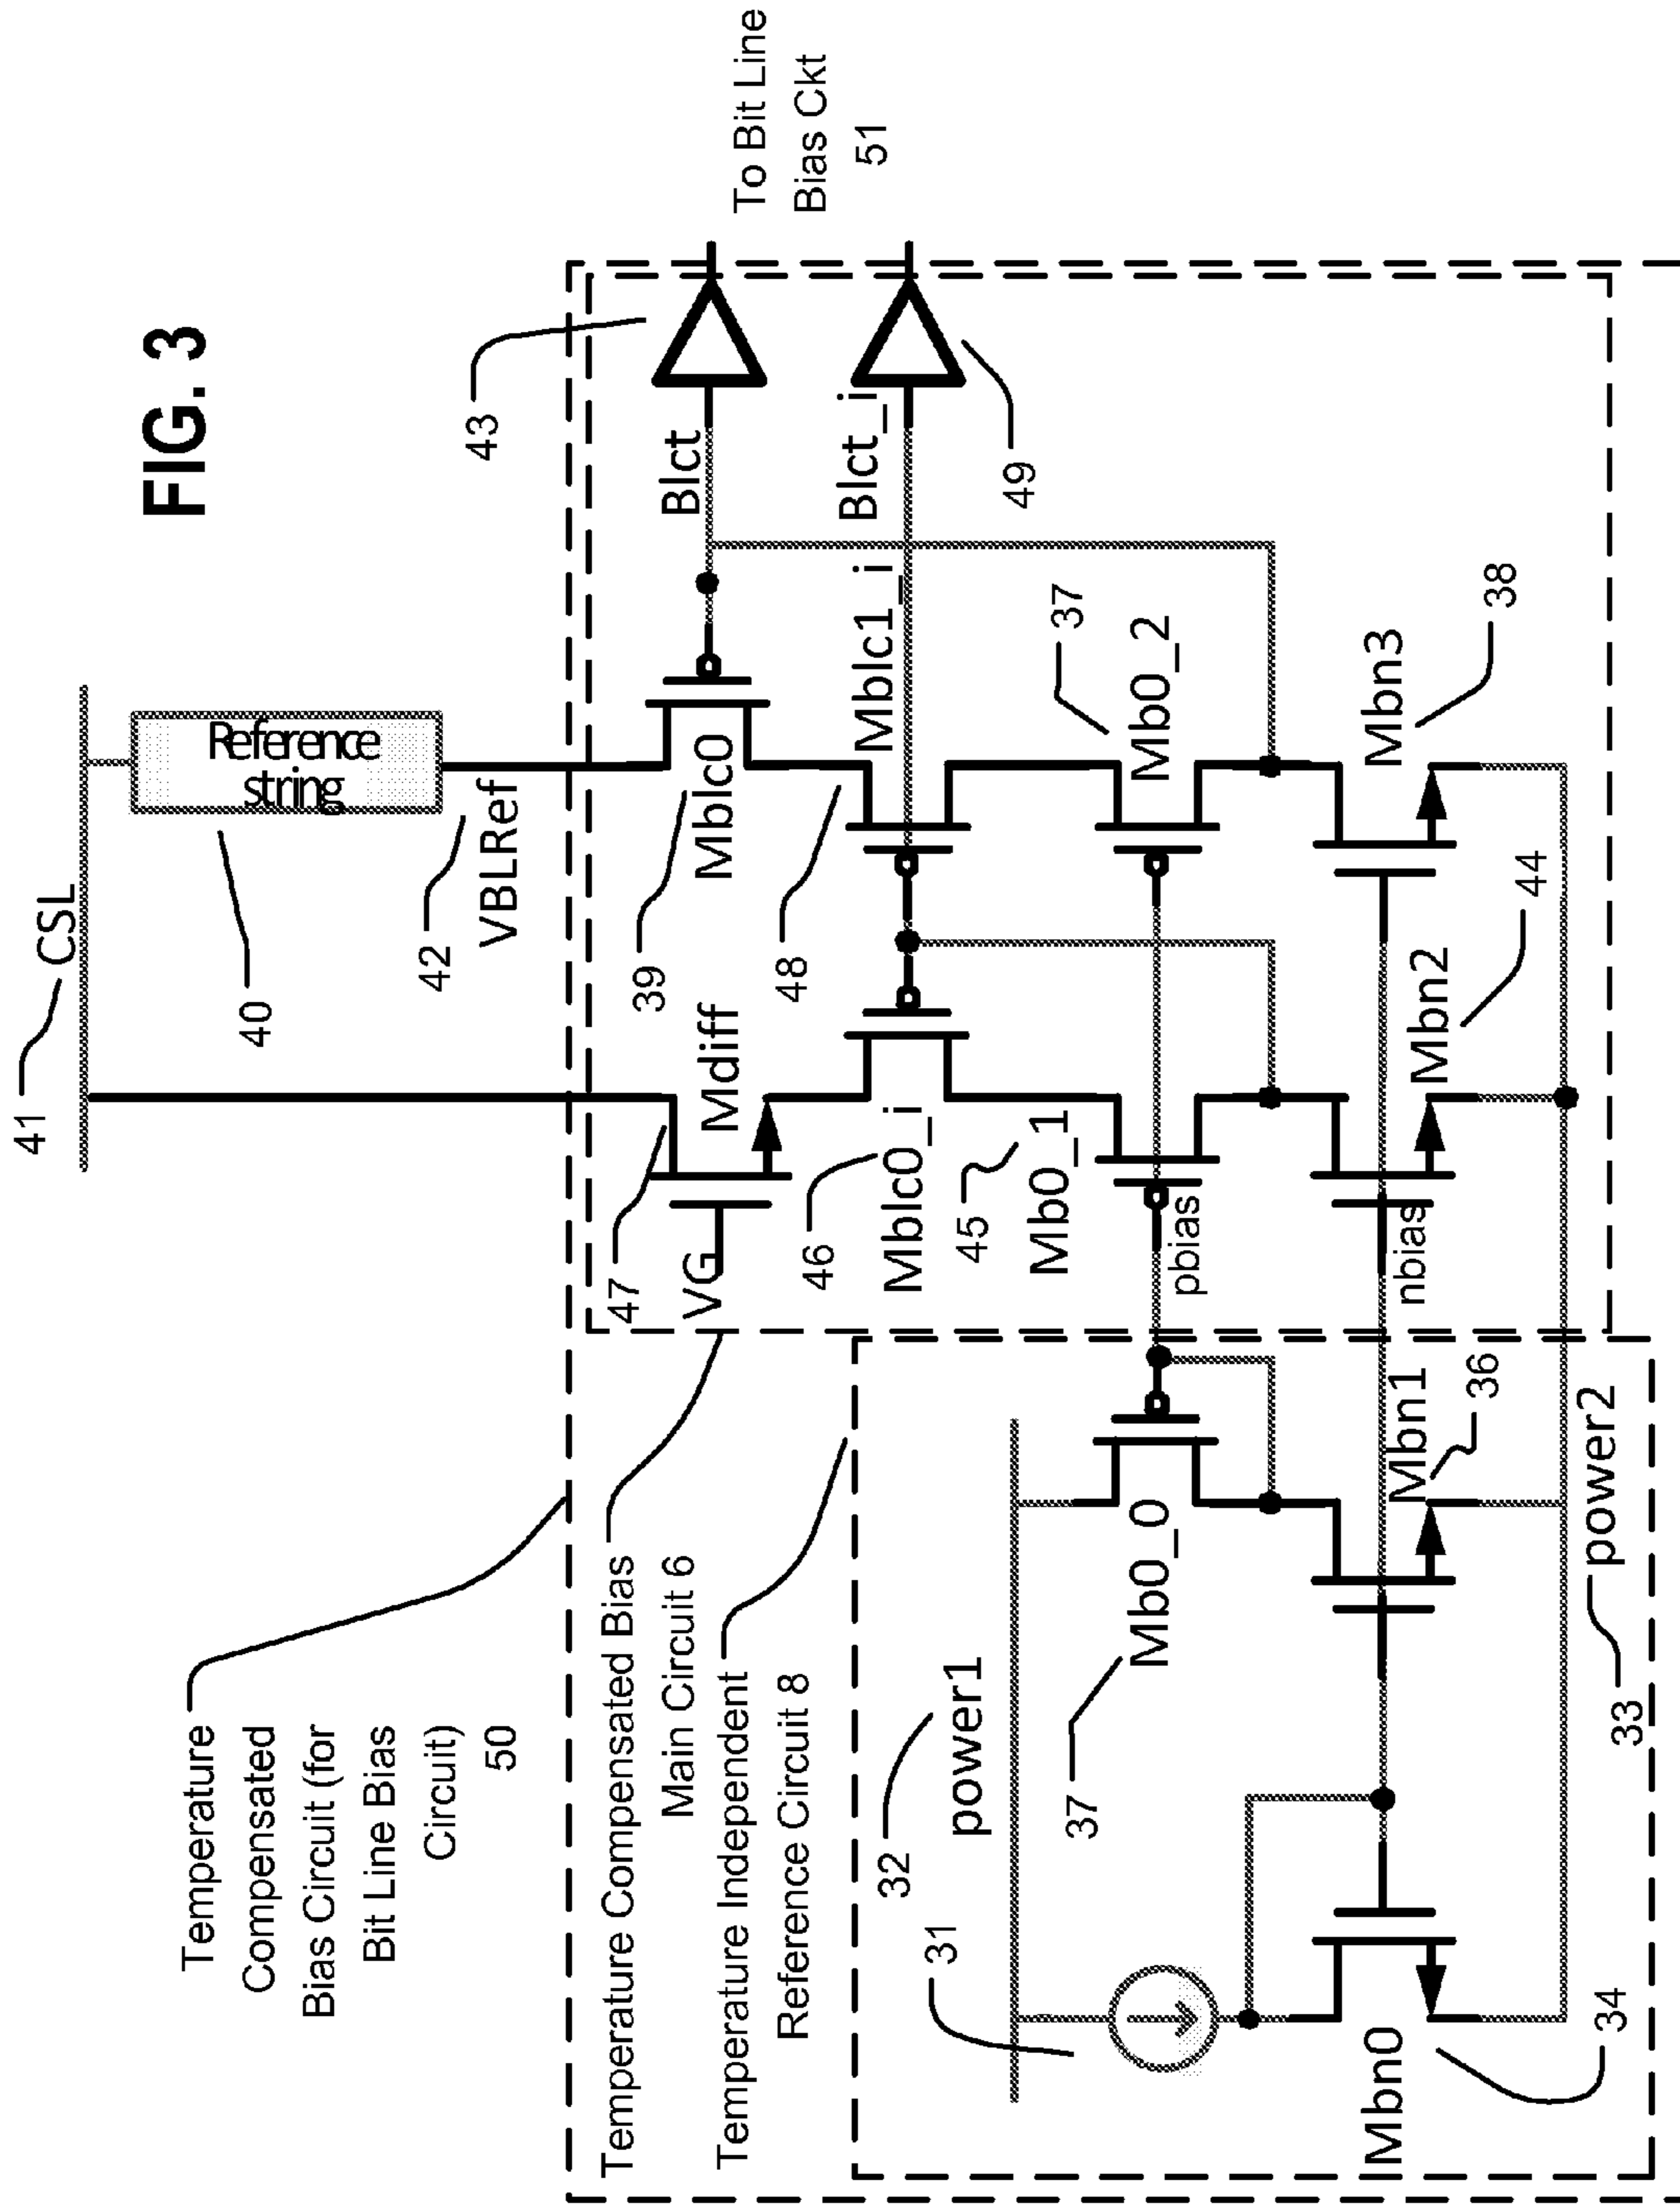 FIG. 3
41
CSL
Reference
string
40
42
VBLRef
Temperature
Compensated
Bias Circuit (for
Bit Line Bias
Circuit)
50
43
To Bit Line
Bias Ckt
51
Temperature Compensated Bias
Main Circuit 6
Temperature Independent
Reference Circuit 8
47
VG
Mdiff
39
Mblc0
Blct
46
Mblc0_i
48
Mblc1_i
Blct_i
49
32
power1
31
37
Mb0_0
45
Mb0_1
pbias
37
Mb0_2
Mbn0
34
Mbn1
36
nbias
Mbn2
44
Mbn3
38
33
power2